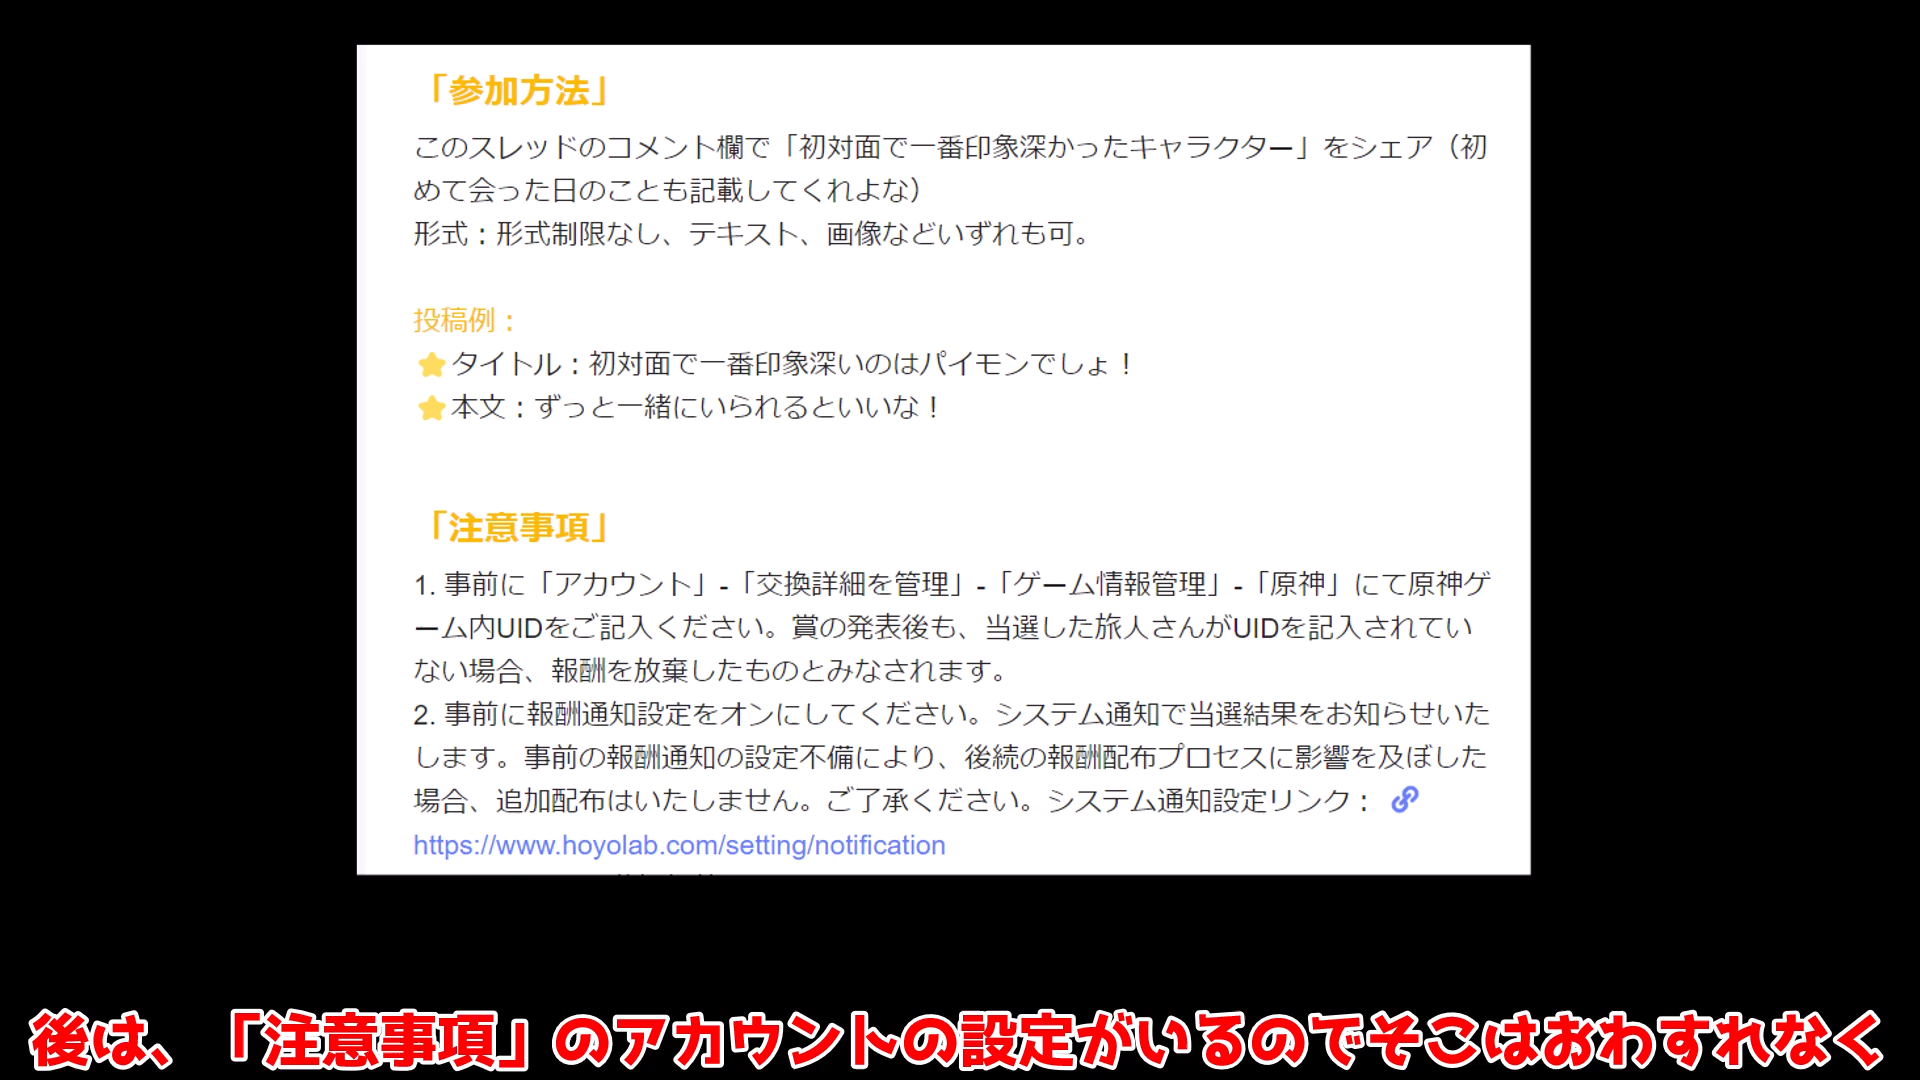 「参加方法」
このスレッドのコメント欄で「初対面で一番印象深かったキャラクター」をシェア（初
めて会った日のことも記載してくれよな）
形式：形式制限なし、テキスト、画像などいずれも可。
投稿例：
⭐タイトル：初対面で一番印象深いのはパイモンでしょ！
⭐本文：ずっと一緒にいられるといいな！
「注意事項」
1. 事前に「アカウント」-「交換詳細を管理」-「ゲーム情報管理」-「原神」にて原神ゲ
ーム内UIDをご記入ください。賞の発表後も、当選した旅人さんがUIDを記入されてい
ない場合、報酬を放棄したものとみなされます。
2. 事前に報酬通知設定をオンにしてください。システム通知で当選結果をお知らせいた
します。事前の報酬通知の設定不備により、後続の報酬配布プロセスに影響を及ぼした
場合、追加配布はいたしません。ご了承ください。システム通知設定リンク：
https://www.hoyolab.com/setting/notification
後は、「注意事項」のアカウントの設定がいるのでそこはおわすれなく